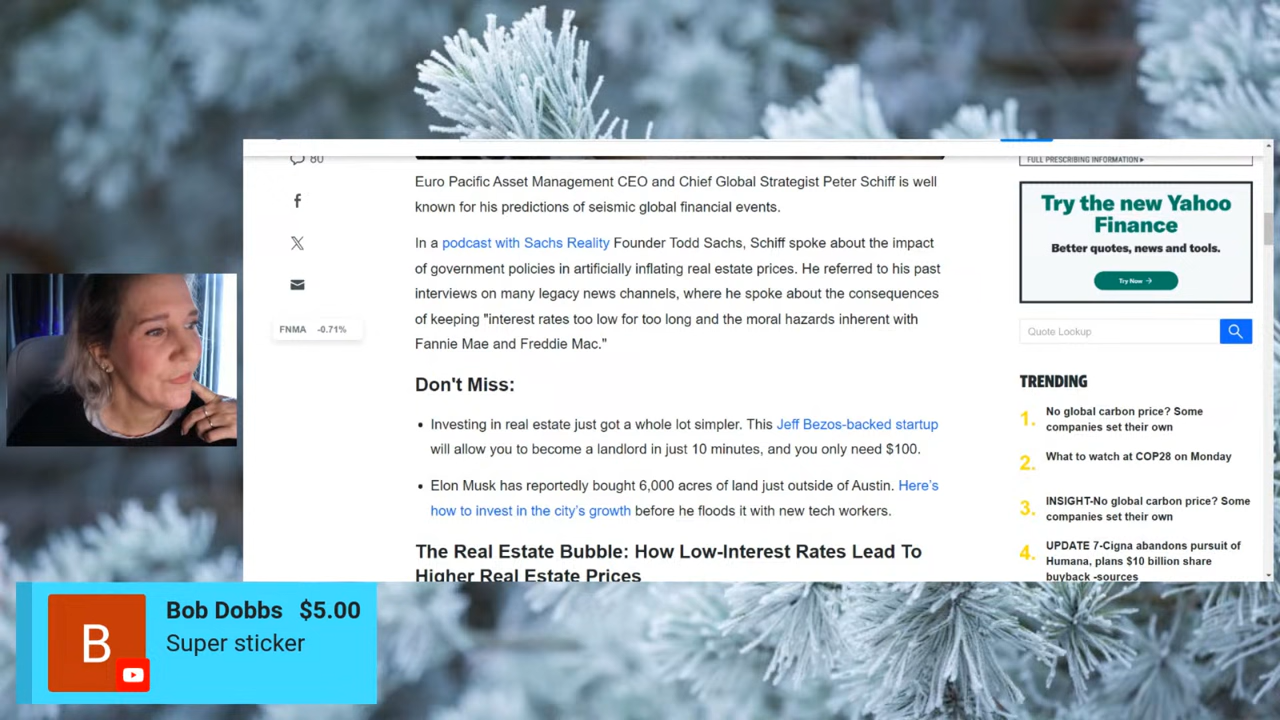 80
FNMA -0.71%
Euro Pacific Asset Management CEO and Chief Global Strategist Peter Schiff is well
known for his predictions of seismic global financial events.
In a podcast with Sachs Reality Founder Todd Sachs, Schiff spoke about the impact
of government policies in artificially inflating real estate prices. He referred to his past
interviews on many legacy news channels, where he spoke about the consequences
of keeping "interest rates too low for too long and the moral hazards inherent with
Fannie Mae and Freddie Mac."
Don't Miss:
• Investing in real estate just got a whole lot simpler. This Jeff Bezos-backed startup
will allow you to become a landlord in just 10 minutes, and you only need $100.
• Elon Musk has reportedly bought 6,000 acres of land just outside of Austin. Here's
how to invest in the city's growth before he floods it with new tech workers.
The Real Estate Bubble: How Low-Interest Rates Lead To
Higher Real Estate Prices
FULL PRESCRIBING INFORMATION ▸
Try the new Yahoo
Finance
Better quotes, news and tools.
Try Now →
Quote Lookup
TRENDING
1. No global carbon price? Some
companies set their own
2. What to watch at COP28 on Monday
3. INSIGHT-No global carbon price? Some
companies set their own
4. UPDATE 7-Cigna abandons pursuit of
Humana, plans $10 billion share
buyback -sources
B
Bob Dobbs $5.00
Super sticker